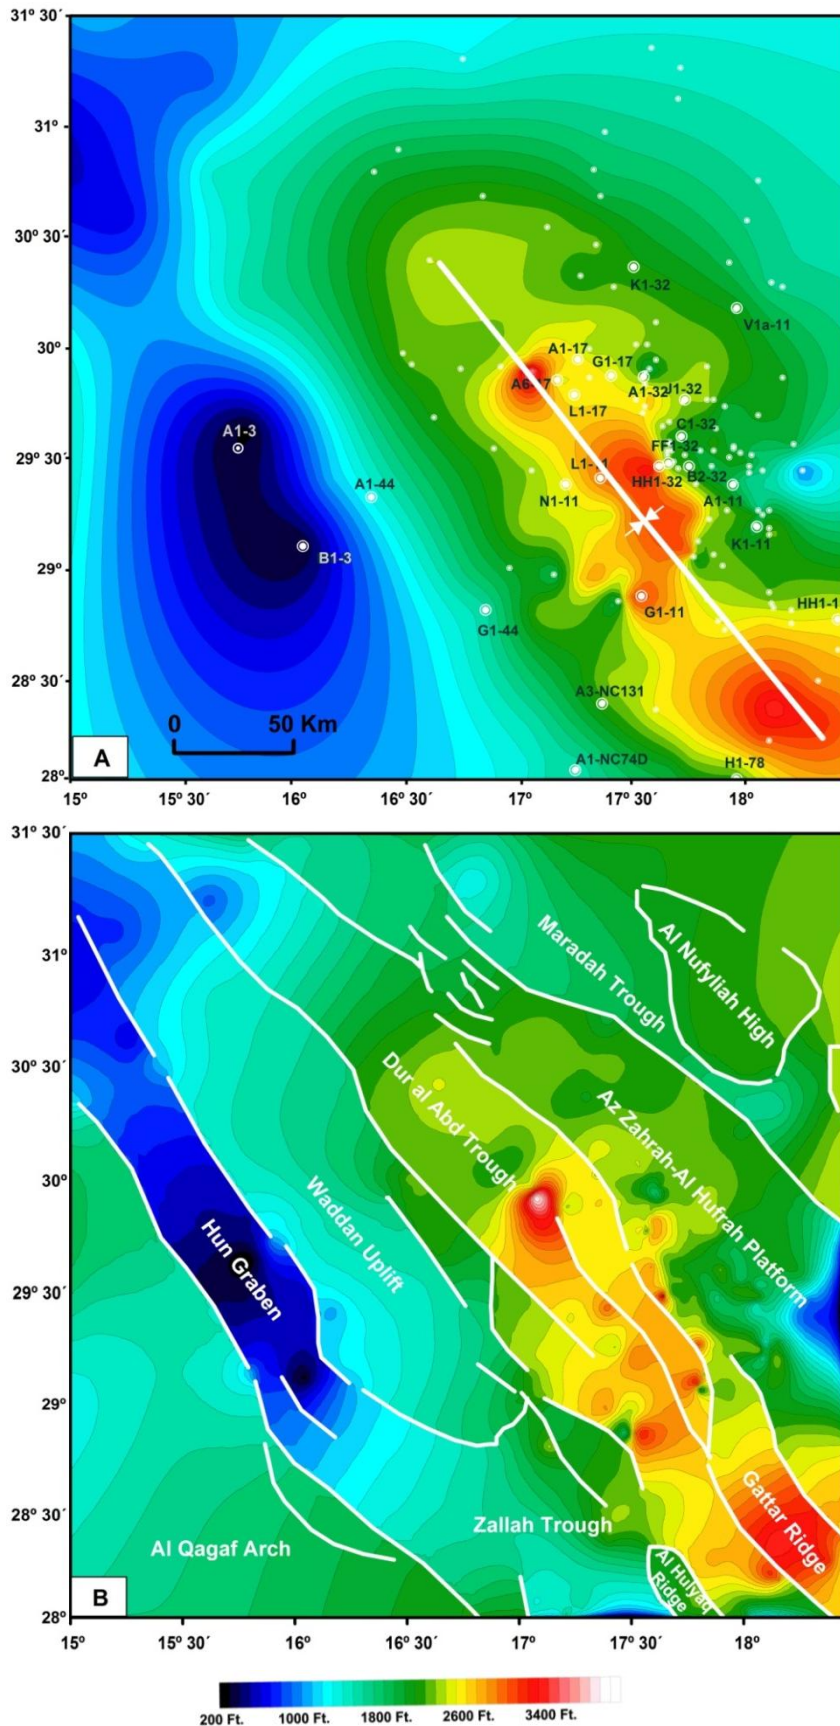 31º 30´
31º
30º 30´
K1-32
V1a-11
30º
A1-17
G1-17
A6-17
A1-32
J1-32
L1-17
C1-32
A1-3
FF1-32
29º 30´
L1-11
HH1-32
B2-32
A1-44
N1-11
A1-11
B1-3
K1-11
29º
G1-11
HH1-1
G1-44
28º 30´
A3-NC131
0 50 Km
A
A1-NC74D
H1-78
28º
15º 15º 30´ 16º 16º 30´ 17º 17º 30´ 18º
31º 30´
31º
Maradah Trough
Al Nufyliah High
30º 30´
Dur al Abd Trough
Az Zahrah-Al Hufrah Platform
30º
Waddan Uplift
Hun Graben
29º 30´
29º
28º 30´
Zallah Trough
Gattar Ridge
Al Qagaf Arch
Al Hulyaq
Ridge
B
28º
15º 15º 30´ 16º 16º 30´ 17º 17º 30´ 18º
200 Ft. 1000 Ft. 1800 Ft. 2600 Ft. 3400 Ft.